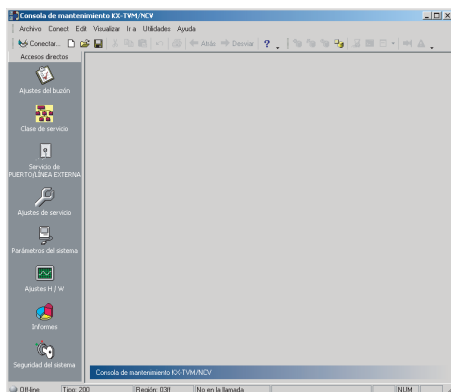 Consola de mantenimiento KX-TVM/NCV
Archivo Conect Edit Visualizar Ir a Utilidades Ayuda
Conectar... Atrás Desviar
Accesos directos
Ajustes del buzón
Clase de servicio
Servicio de
PUERTO/LÍNEA EXTERNA
Ajustes de servicio
Parámetros del sistema
Ajustes H / W
Informes
Seguridad del sistema
Consola de mantenimiento KX-TVM/NCV
Off-line Tipo: 200 Región: 03ff No en la llamada NUM